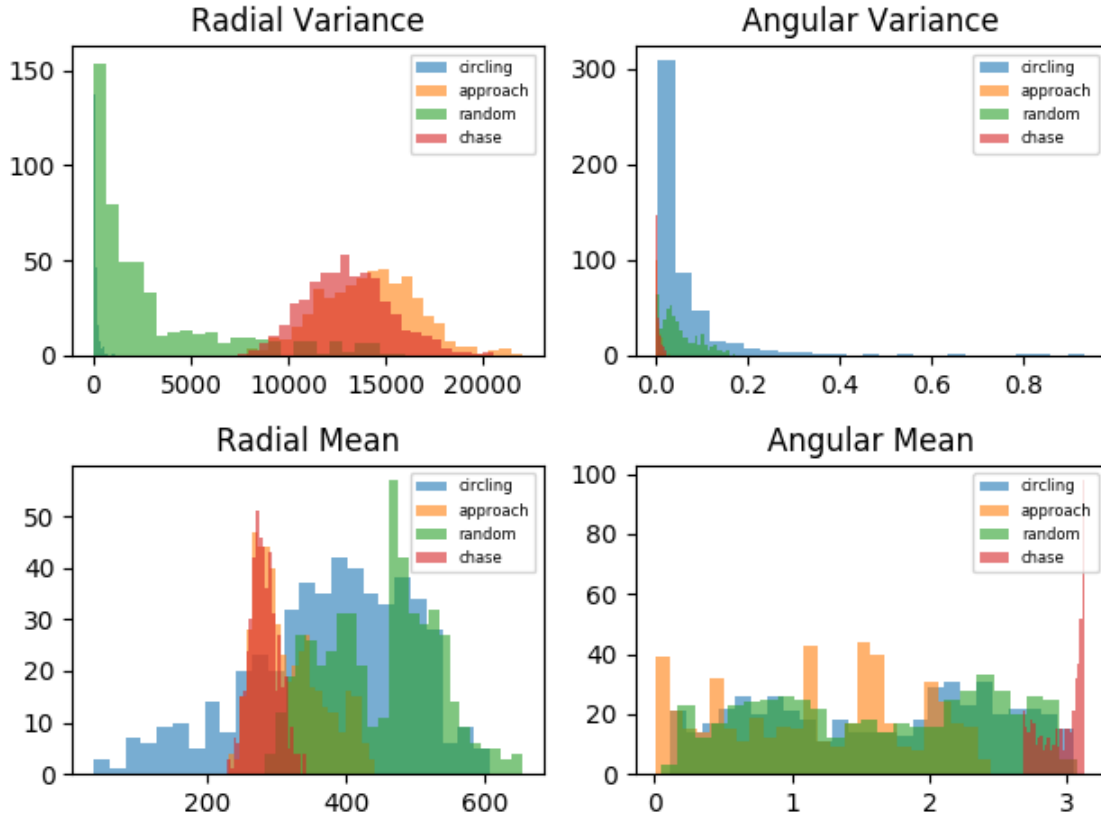 Radial Variance
150
100
50
0
0 5000 10000 15000 20000
circling
approach
random
chase
Angular Variance
300
200
100
0
0.0 0.2 0.4 0.6 0.8
circling
approach
random
chase
Radial Mean
50
40
30
20
10
0
200 400 600
circling
approach
random
chase
Angular Mean
100
80
60
40
20
0
0 1 2 3
circling
approach
random
chase